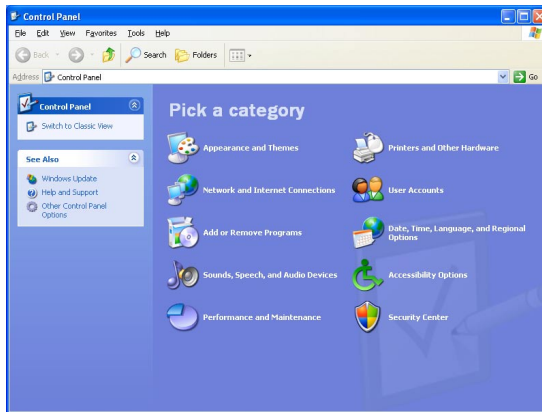 Control Panel
File Edit View Favorites Tools Help
Back Search Folders
Address Control Panel Go
Control Panel
Switch to Classic View
See Also
Windows Update
Help and Support
Other Control Panel
Options
Pick a category
Appearance and Themes
Printers and Other Hardware
Network and Internet Connections
User Accounts
Add or Remove Programs
Date, Time, Language, and Regional
Options
Sounds, Speech, and Audio Devices
Accessibility Options
Performance and Maintenance
Security Center